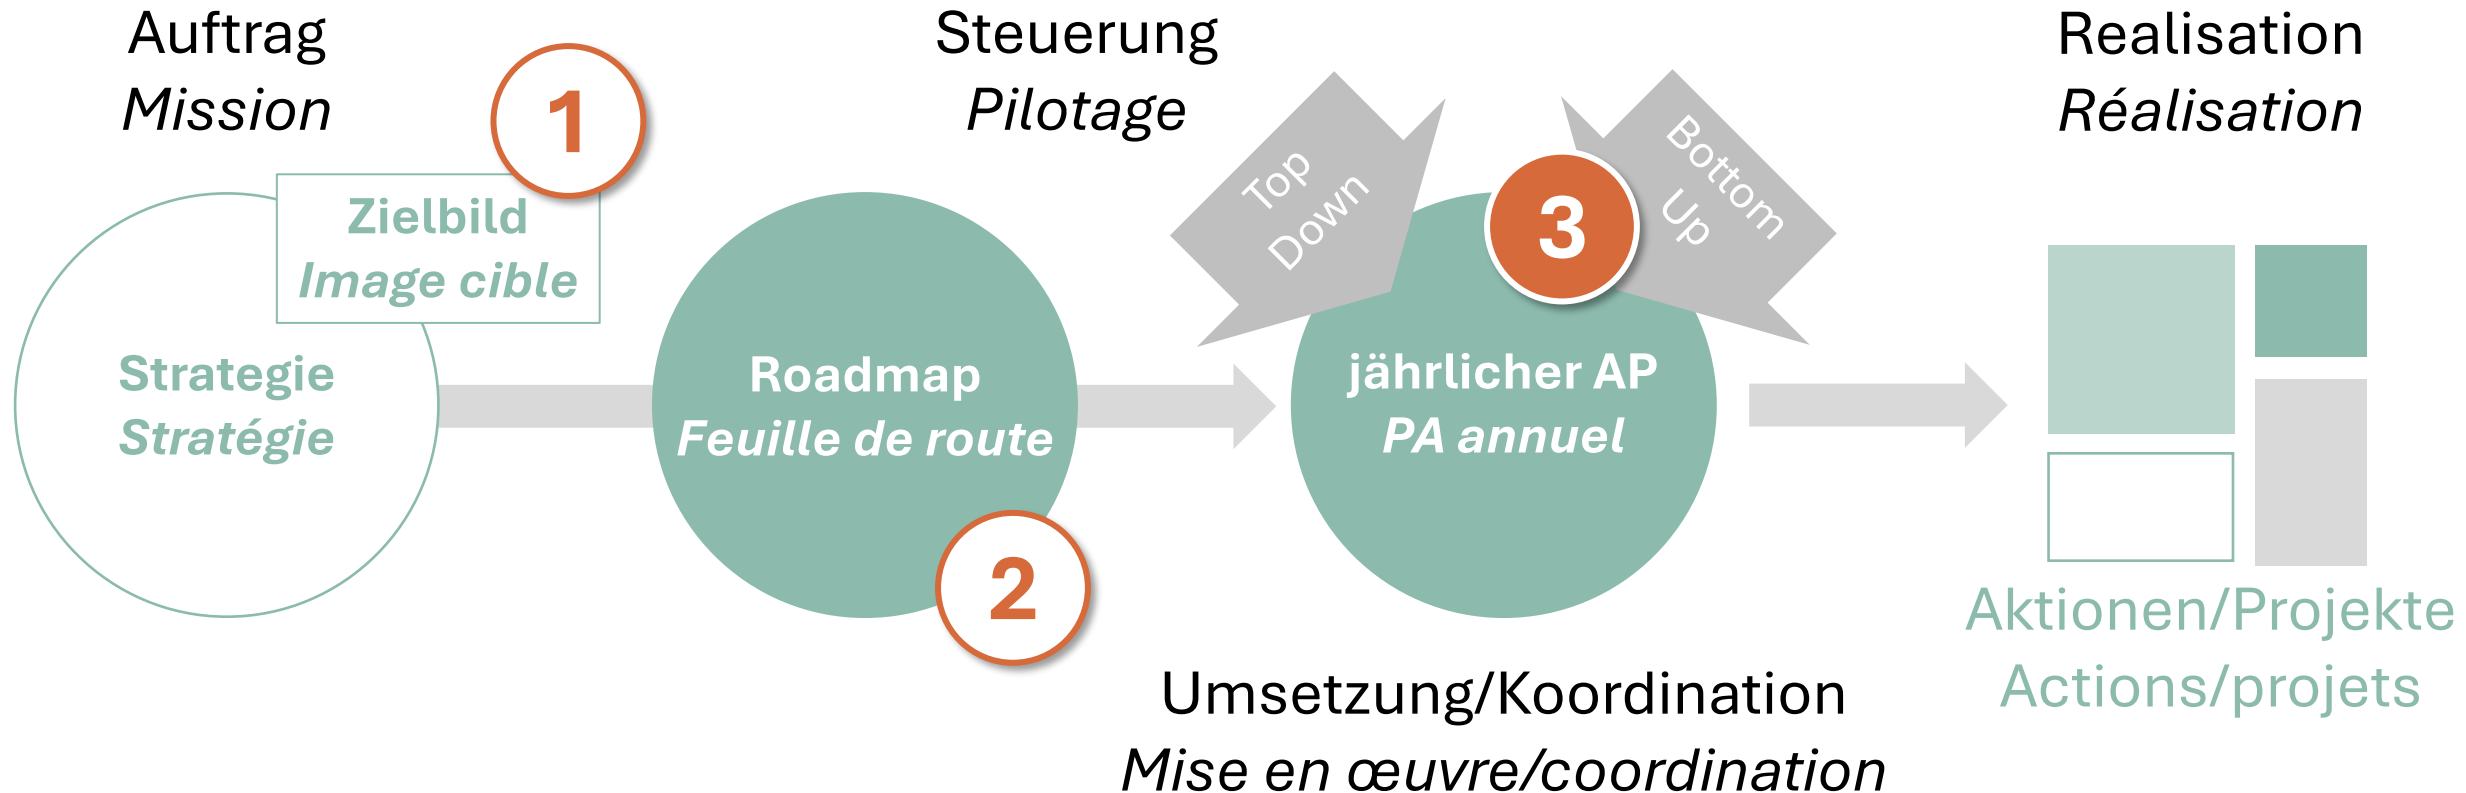 Auftrag
Mission
1
Zielbild
Image cible
Strategie
Stratégie
Roadmap
Feuille de route
2
Steuerung
Pilotage
Top
Down
3
Bottom
Up
jährlicher AP
PA annuel
Umsetzung/Koordination
Mise en œuvre/coordination
Realisation
Réalisation
Aktionen/Projekte
Actions/projets